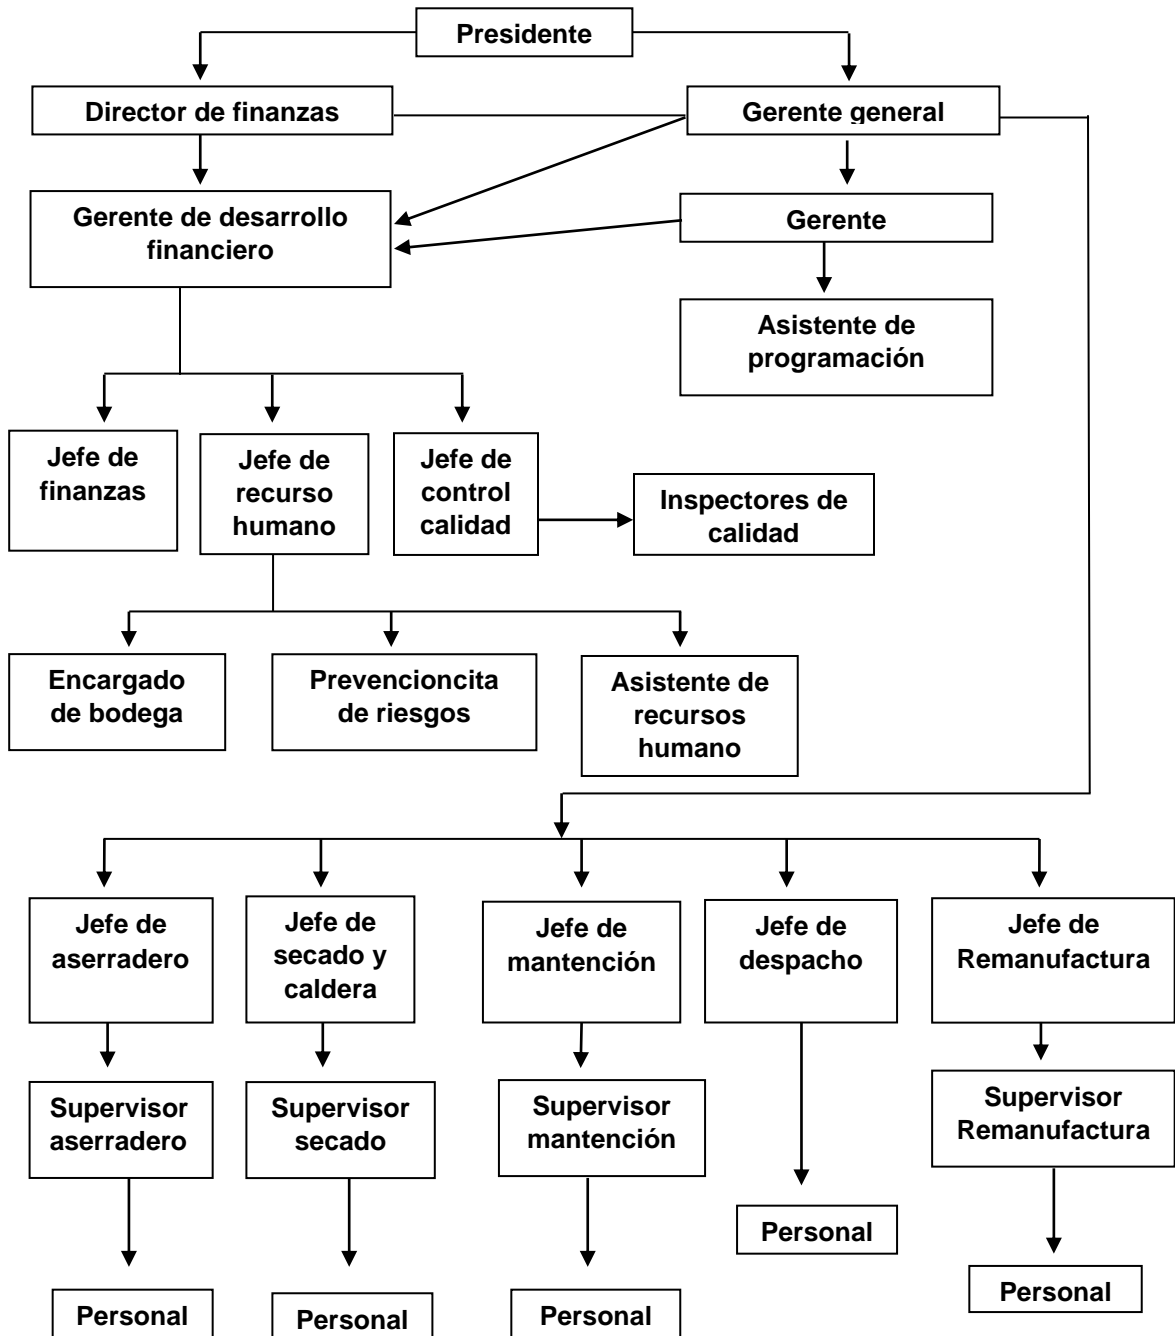 Presidente
Director de finanzas
Gerente general
Gerente de desarrollo
financiero
Gerente
Asistente de
programación
Jefe de
finanzas
Jefe de
recurso
humano
Jefe de
control
calidad
Inspectores de
calidad
Encargado
de bodega
Prevencioncita
de riesgos
Asistente de
recursos
humano
Jefe de
aserradero
Jefe de
secado y
caldera
Jefe de
mantención
Jefe de
despacho
Jefe de
Remanufactura
Supervisor
aserradero
Supervisor
secado
Supervisor
mantención
Supervisor
Remanufactura
Personal
Personal
Personal
Personal
Personal